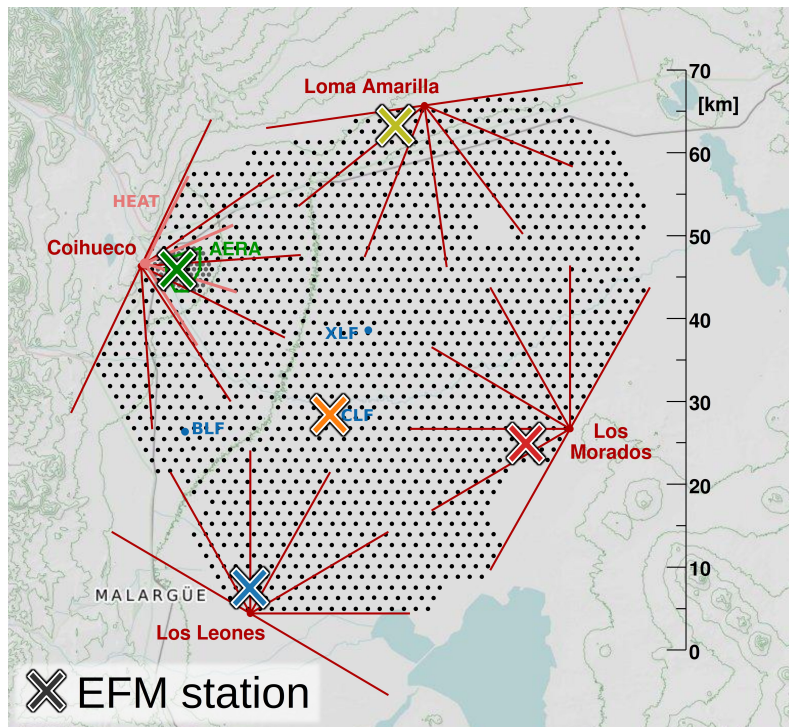 Loma Amarilla
70
[km]
60
HEAT
50
Coihueco
AERA
40
XLF
30
CLF
BLF
Los
Morados
20
10
MALARGÜE
Los Leones
0
EFM station